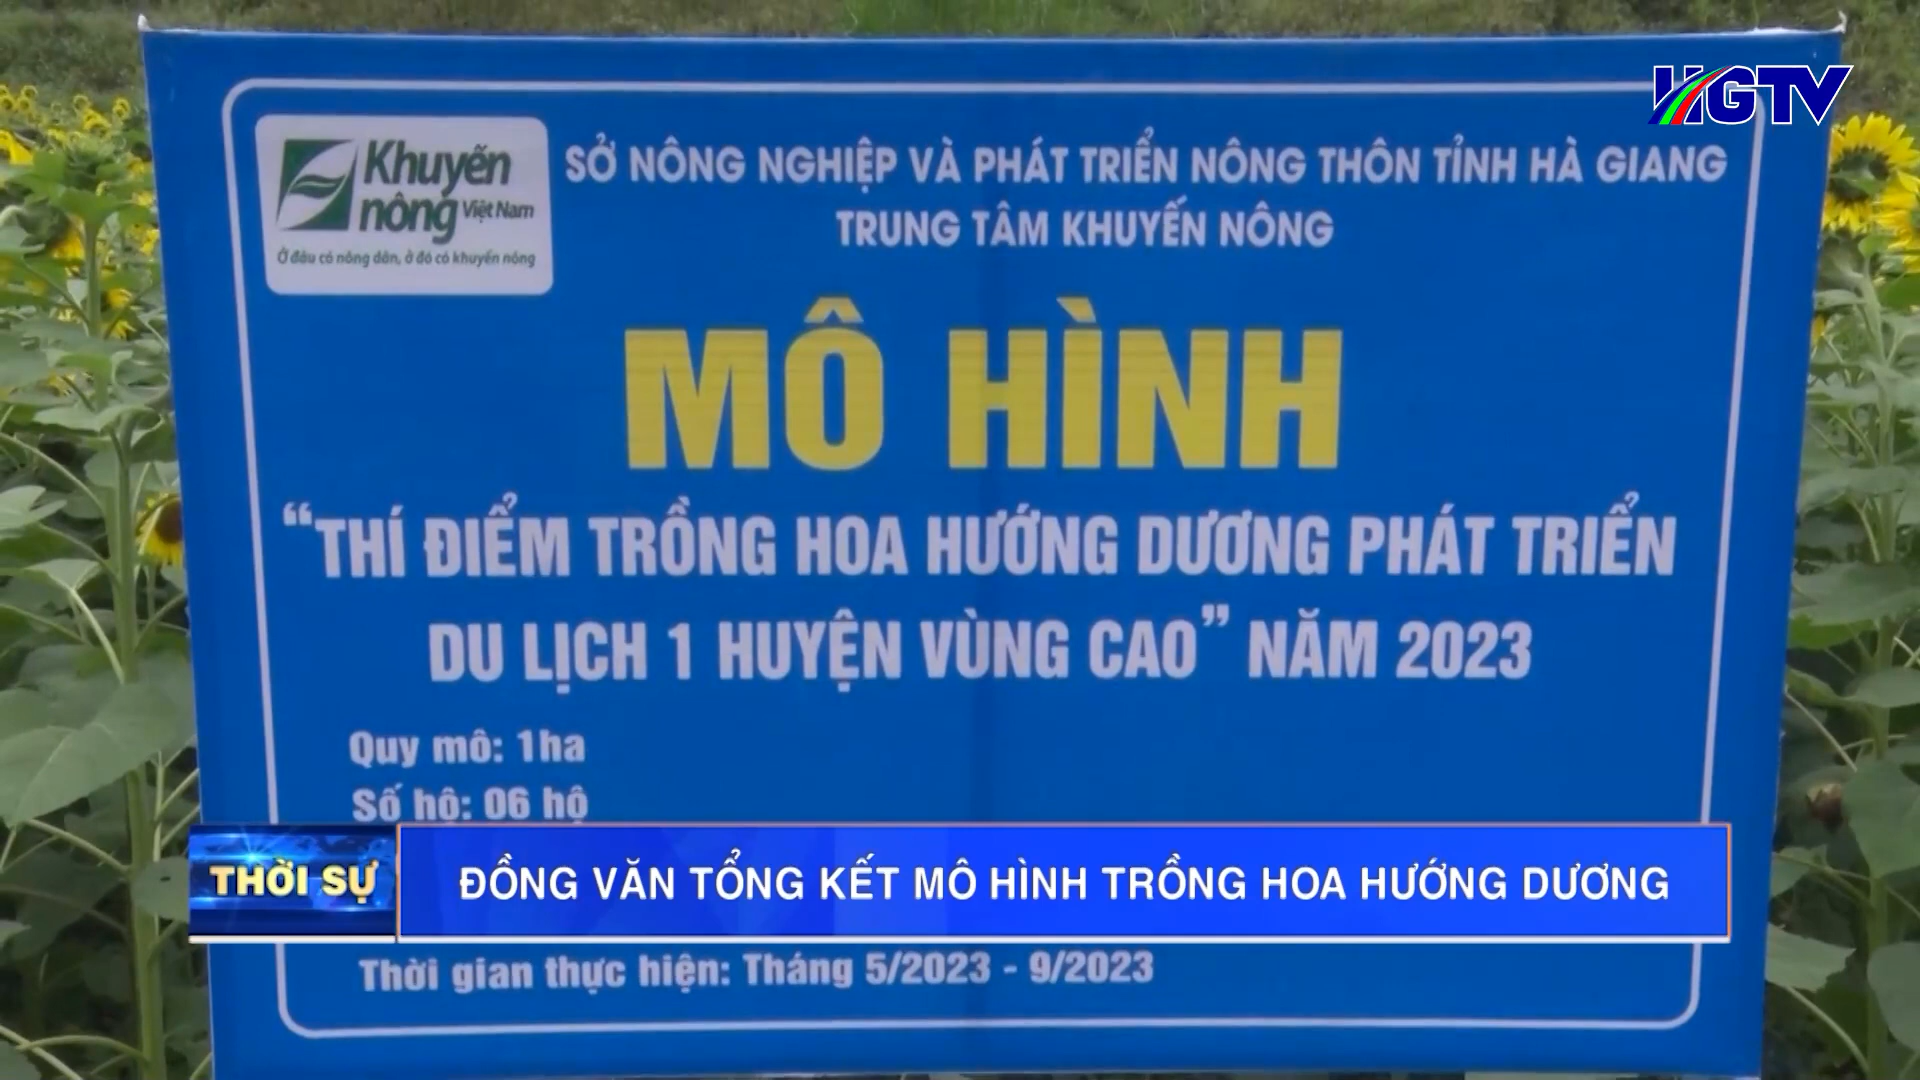 HGTV
Khuyến
nông Việt Nam
Ở đâu có nông dân, ở đó có khuyến nông
SỞ NÔNG NGHIỆP VÀ PHÁT TRIỂN NÔNG THÔN TỈNH HÀ GIANG
TRUNG TÂM KHUYẾN NÔNG
MÔ HÌNH
“THÍ ĐIỂM TRỒNG HOA HƯỚNG DƯƠNG PHÁT TRIỂN
DU LỊCH 1 HUYỆN VÙNG CAO” NĂM 2023
Quy mô: 1ha
Số hộ: 06 hộ
THỜI SỰ
ĐỒNG VĂN TỔNG KẾT MÔ HÌNH TRỒNG HOA HƯỚNG DƯƠNG
Thời gian thực hiện: Tháng 5/2023 - 9/2023